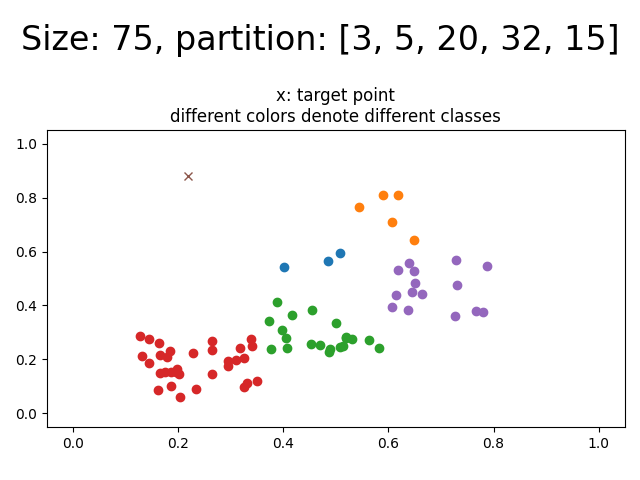 Size: 75, partition: [3, 5, 20, 32, 15]
x: target point
different colors denote different classes
1.0
0.8
0.6
0.4
0.2
0.0
0.0 0.2 0.4 0.6 0.8 1.0